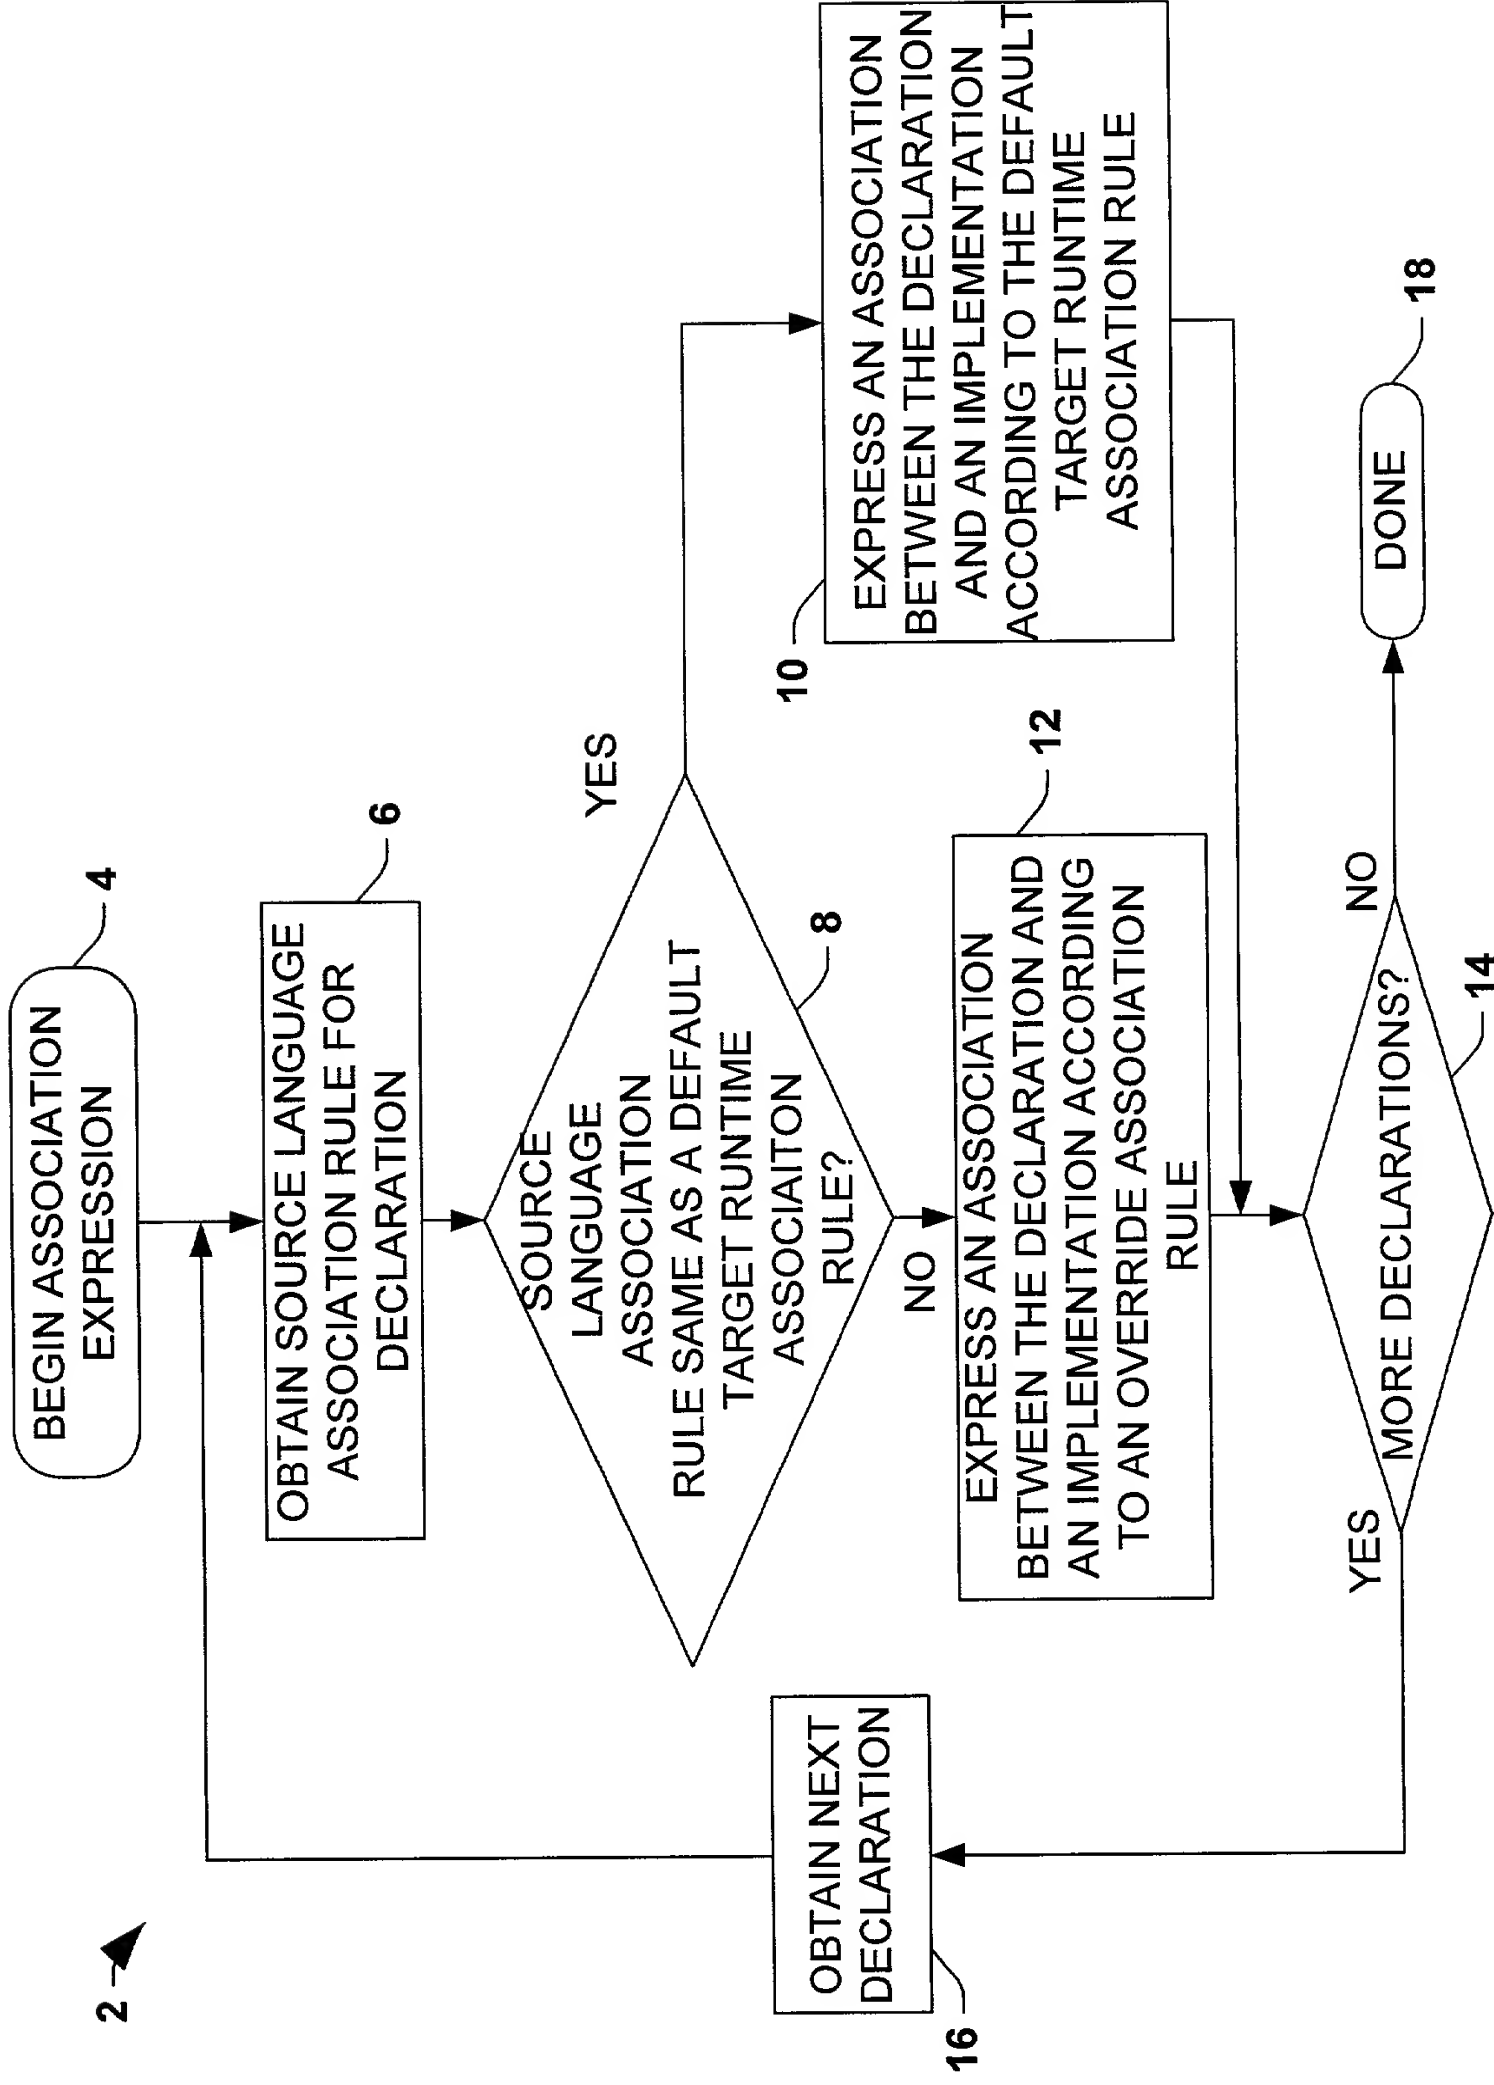 2
4
BEGIN ASSOCIATION
EXPRESSION
6
OBTAIN SOURCE LANGUAGE
ASSOCIATION RULE FOR
DECLARATION
8
SOURCE
LANGUAGE
ASSOCIATION
RULE SAME AS A DEFAULT
TARGET RUNTIME
ASSOCIAITON
RULE?
YES
NO
10
EXPRESS AN ASSOCIATION
BETWEEN THE DECLARATION
AND AN IMPLEMENTATION
ACCORDING TO THE DEFAULT
TARGET RUNTIME
ASSOCIATION RULE
12
EXPRESS AN ASSOCIATION
BETWEEN THE DECLARATION AND
AN IMPLEMENTATION ACCORDING
TO AN OVERRIDE ASSOCIATION
RULE
16
OBTAIN NEXT
DECLARATION
YES
MORE DECLARATIONS?
14
NO
DONE
18